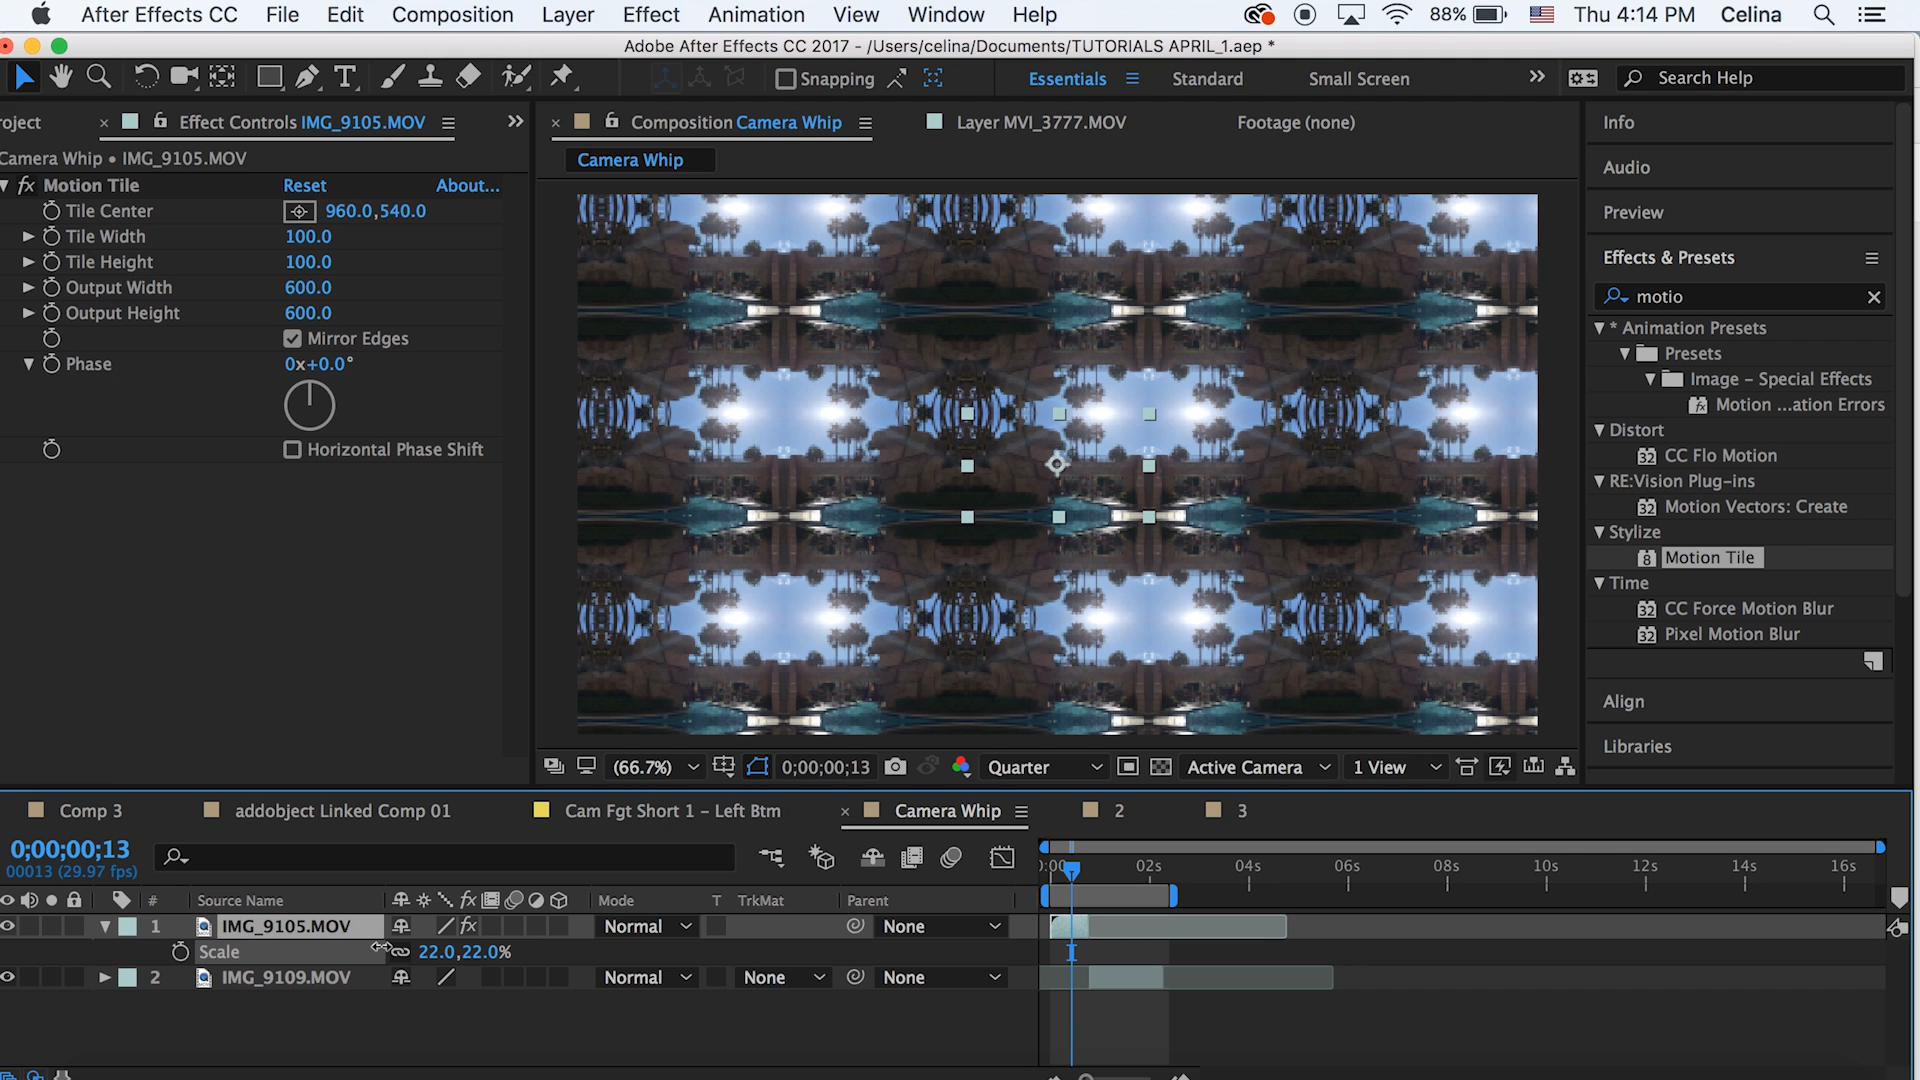 After Effects CC File Edit Composition Layer Effect Animation View Window Help 88% Thu 4:14 PM Celina
Adobe After Effects CC 2017 - /Users/celina/Documents/TUTORIALS APRIL_1.aep *
Snapping Essentials Standard Small Screen Search Help
roject Effect Controls IMG_9105.MOV
Camera Whip • IMG_9105.MOV
fx Motion Tile Reset About...
Tile Center 960.0,540.0
Tile Width 100.0
Tile Height 100.0
Output Width 600.0
Output Height 600.0
Mirror Edges
Phase 0x+0.0°
Horizontal Phase Shift
Composition Camera Whip Layer MVI_3777.MOV Footage (none)
Camera Whip
(66.7%) 0;00;00;13 Quarter Active Camera 1 View
Info
Audio
Preview
Effects & Presets
motio
* Animation Presets
Presets
Image – Special Effects
Motion ...ation Errors
Distort
32 CC Flo Motion
RE:Vision Plug-ins
32 Motion Vectors: Create
Stylize
8 Motion Tile
Time
32 CC Force Motion Blur
32 Pixel Motion Blur
Align
Libraries
Comp 3 addobject Linked Comp 01 Cam Fgt Short 1 – Left Btm Camera Whip 2 3
0;00;00;13
00013 (29.97 fps)
:00 02s 04s 06s 08s 10s 12s 14s 16s
# Source Name fx Mode T TrkMat Parent
1 IMG_9105.MOV fx Normal None
Scale 22.0,22.0%
2 IMG_9109.MOV Normal None None